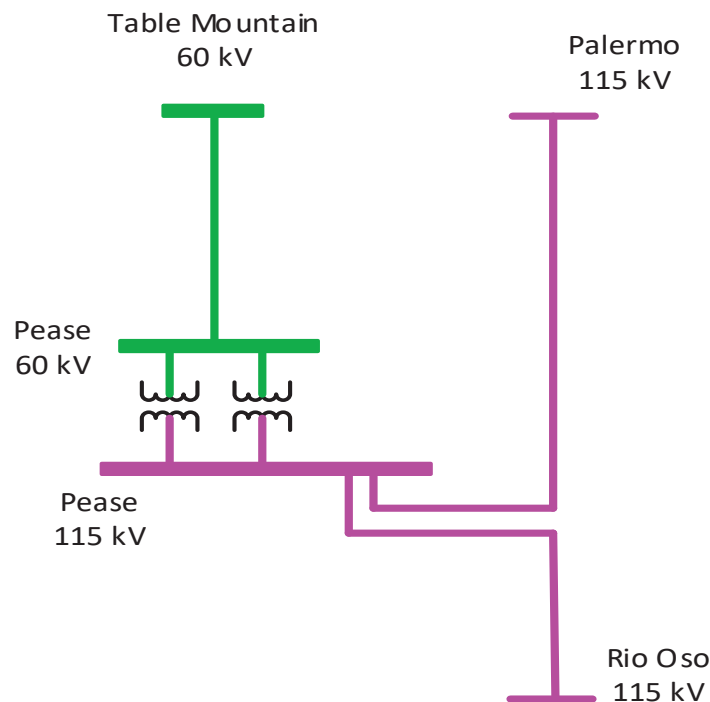 Table Mountain
60 kV
Palermo
115 kV
Pease
60 kV
Pease
115 kV
Rio Oso
115 kV